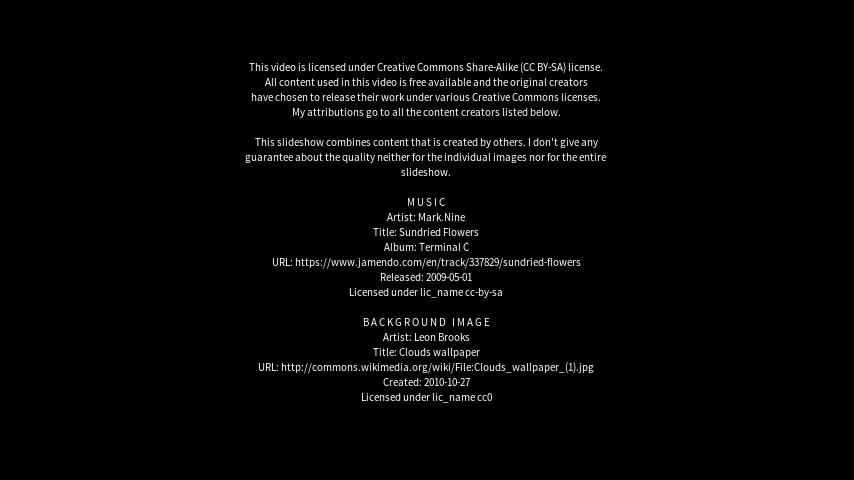 This video is licensed under Creative Commons Share-Alike (CC BY-SA) license.
All content used in this video is free available and the original creators
have chosen to release their work under various Creative Commons licenses.
My attributions go to all the content creators listed below.
This slideshow combines content that is created by others. I don't give any
guarantee about the quality neither for the individual images nor for the entire
slideshow.
MUSIC
Artist: Mark.Nine
Title: Sundried Flowers
Album: Terminal C
URL: https://www.jamendo.com/en/track/337829/sundried-flowers
Released: 2009-05-01
Licensed under lic_name cc-by-sa
BACKGROUND IMAGE
Artist: Leon Brooks
Title: Clouds wallpaper
URL: http://commons.wikimedia.org/wiki/File:Clouds_wallpaper_(1).jpg
Created: 2010-10-27
Licensed under lic_name cc0